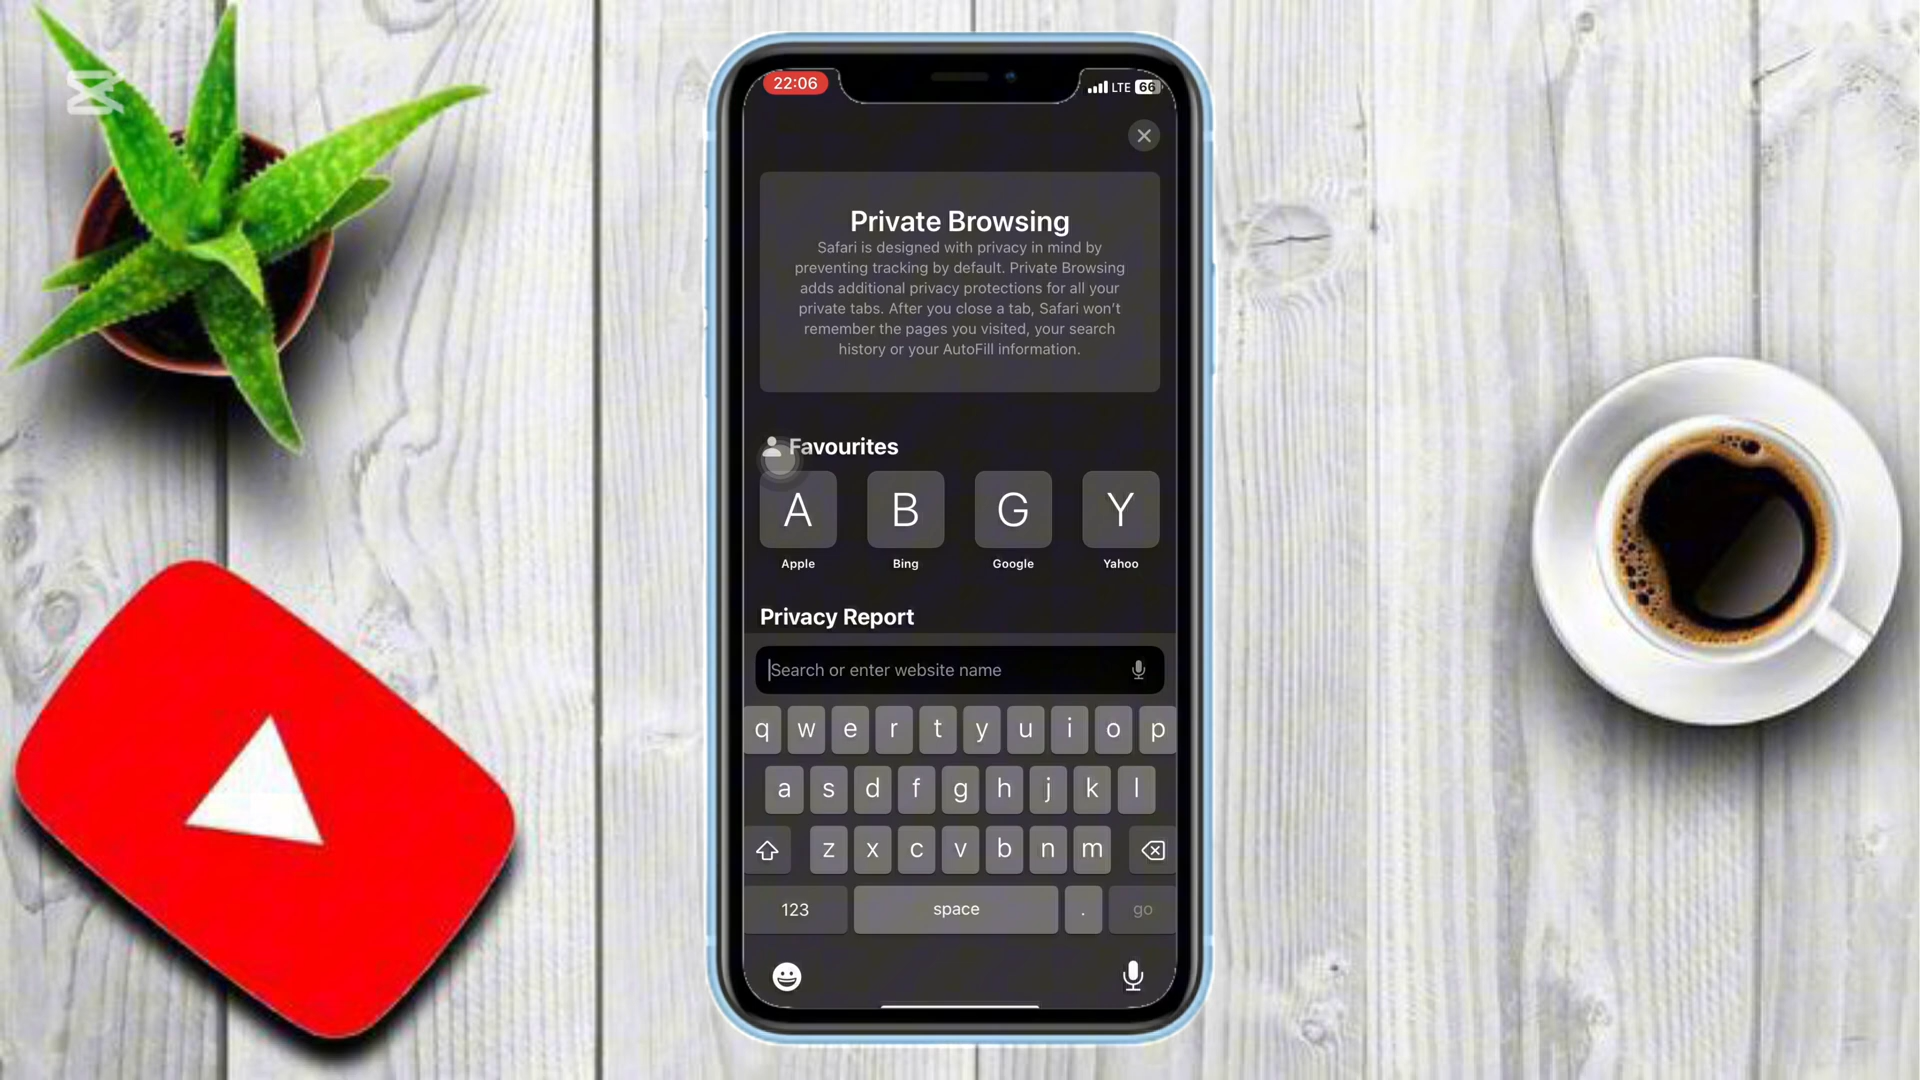 22:06
LTE 66
Private Browsing
Safari is designed with privacy in mind by
preventing tracking by default. Private Browsing
adds additional privacy protections for all your
private tabs. After you close a tab, Safari won’t
remember the pages you visited, your search
history or your AutoFill information.
Favourites
A B G Y
Apple Bing Google Yahoo
Privacy Report
Search or enter website name
q w e r t y u i o p
a s d f g h j k l
z x c v b n m
123 space . go